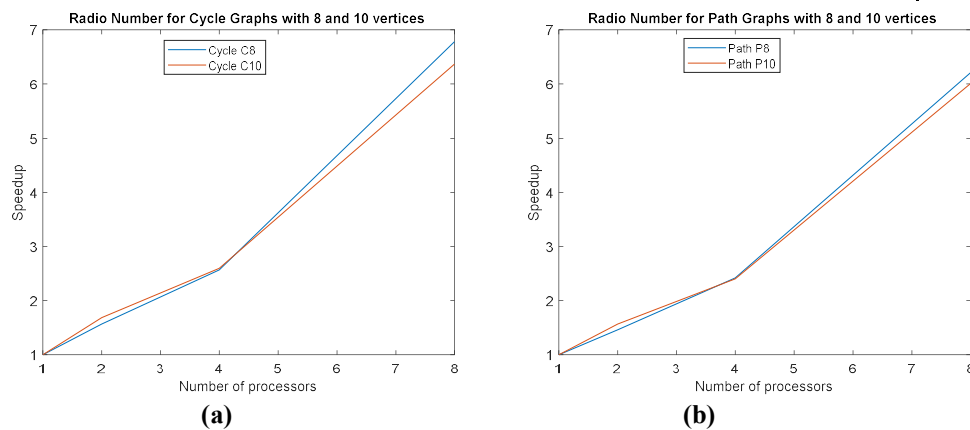 Radio Number for Cycle Graphs with 8 and 10 vertices
7
6
5
4
3
2
1
Speedup
Cycle C8
Cycle C10
1 2 3 4 5 6 7 8
Number of processors
(a)
Radio Number for Path Graphs with 8 and 10 vertices
7
6
5
4
3
2
1
Speedup
Path P8
Path P10
1 2 3 4 5 6 7 8
Number of processors
(b)